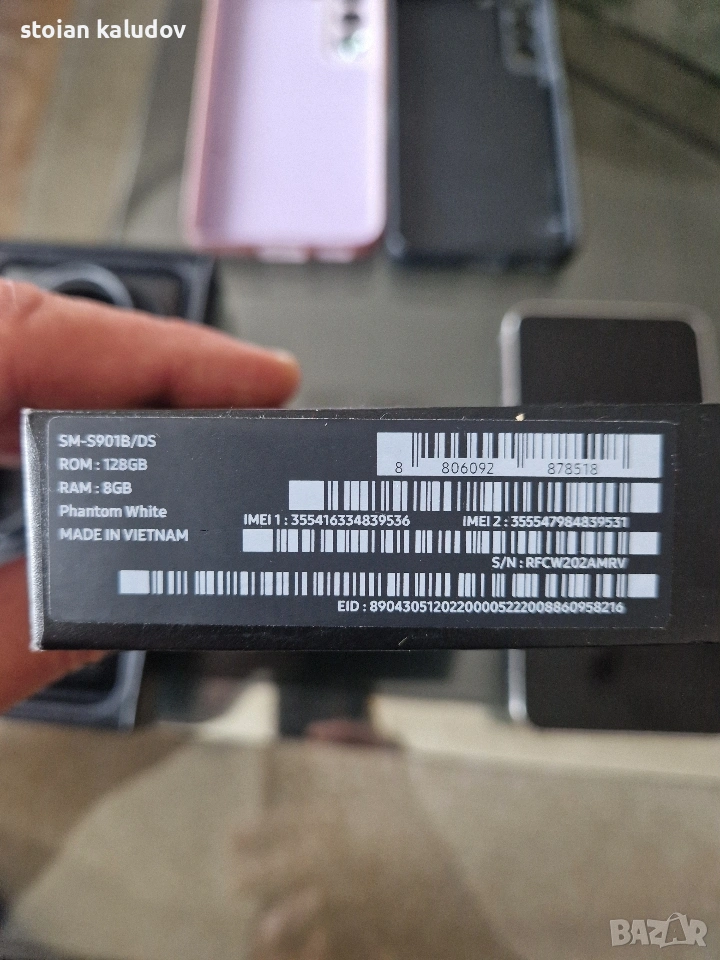 stoian kaludov
SM-S901B/DS
ROM : 128GB
RAM : 8GB
Phantom White
MADE IN VIETNAM
8 806092 878518
IMEI 1 : 355416334839536 IMEI 2 : 355547984839531
S/N : RFCW202AMRV
EID : 89043051202200005222008860958216
BAZAR